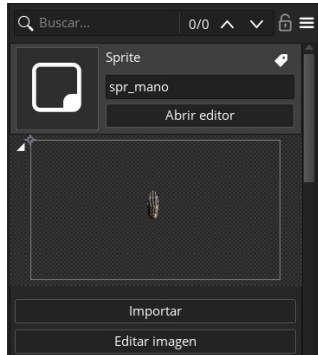 Buscar... 0/0
Sprite
spr_mano
Abrir editor
Importar
Editar imagen